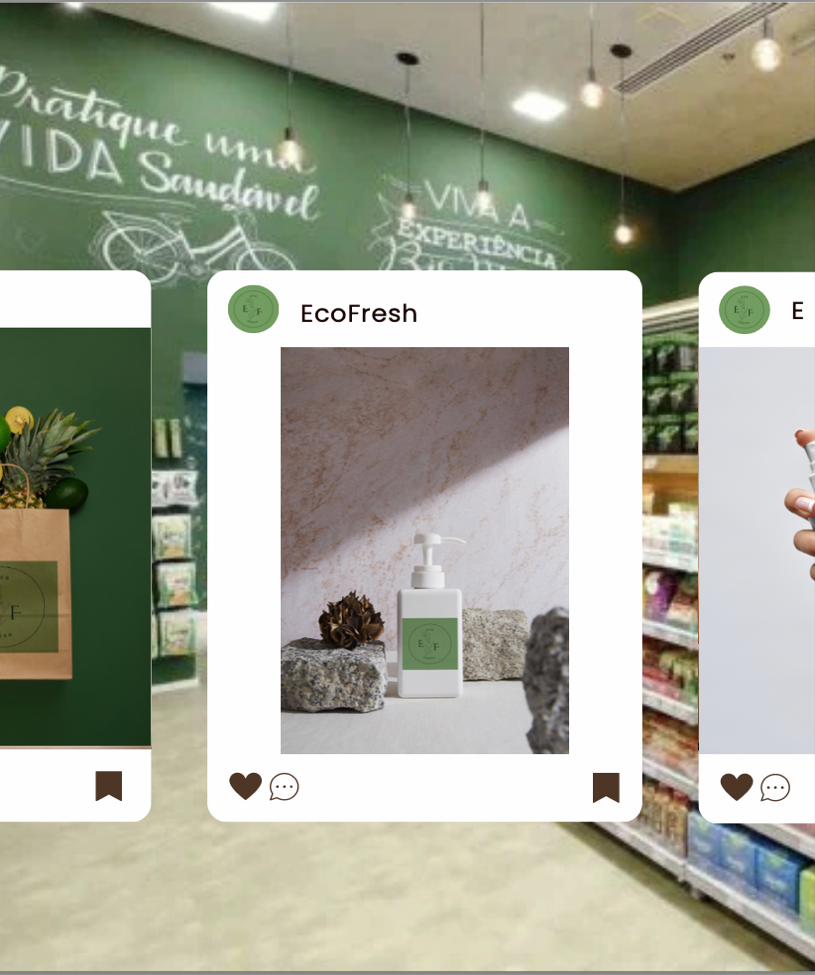 Pratique uma
VIDA Saudável
VIVA A
EXPERIÊNCIA
EcoFresh
E
E F
E F
F
E F